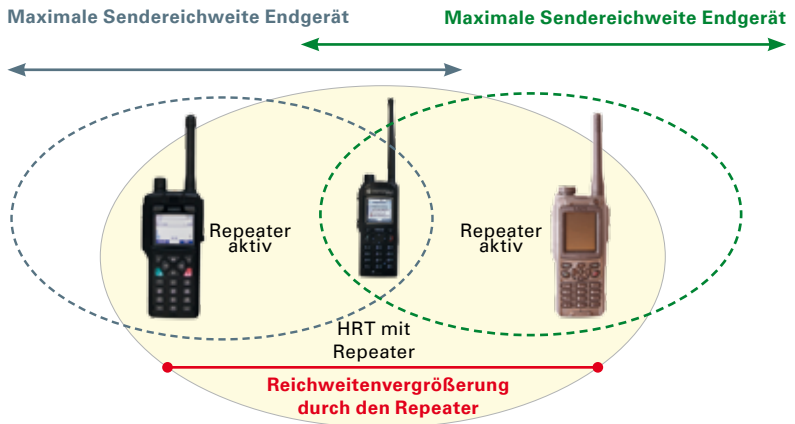 Maximale Sendereichweite Endgerät
Maximale Sendereichweite Endgerät
Repeater
aktiv
Repeater
aktiv
HRT mit
Repeater
Reichweitenvergrößerung
durch den Repeater